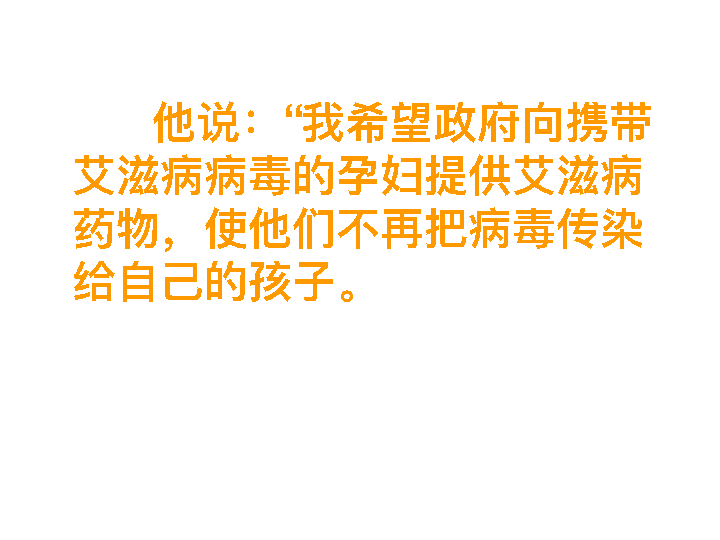 他说：“我希望政府向携带
艾滋病病毒的孕妇提供艾滋病
药物，使他们不再把病毒传染
给自己的孩子。